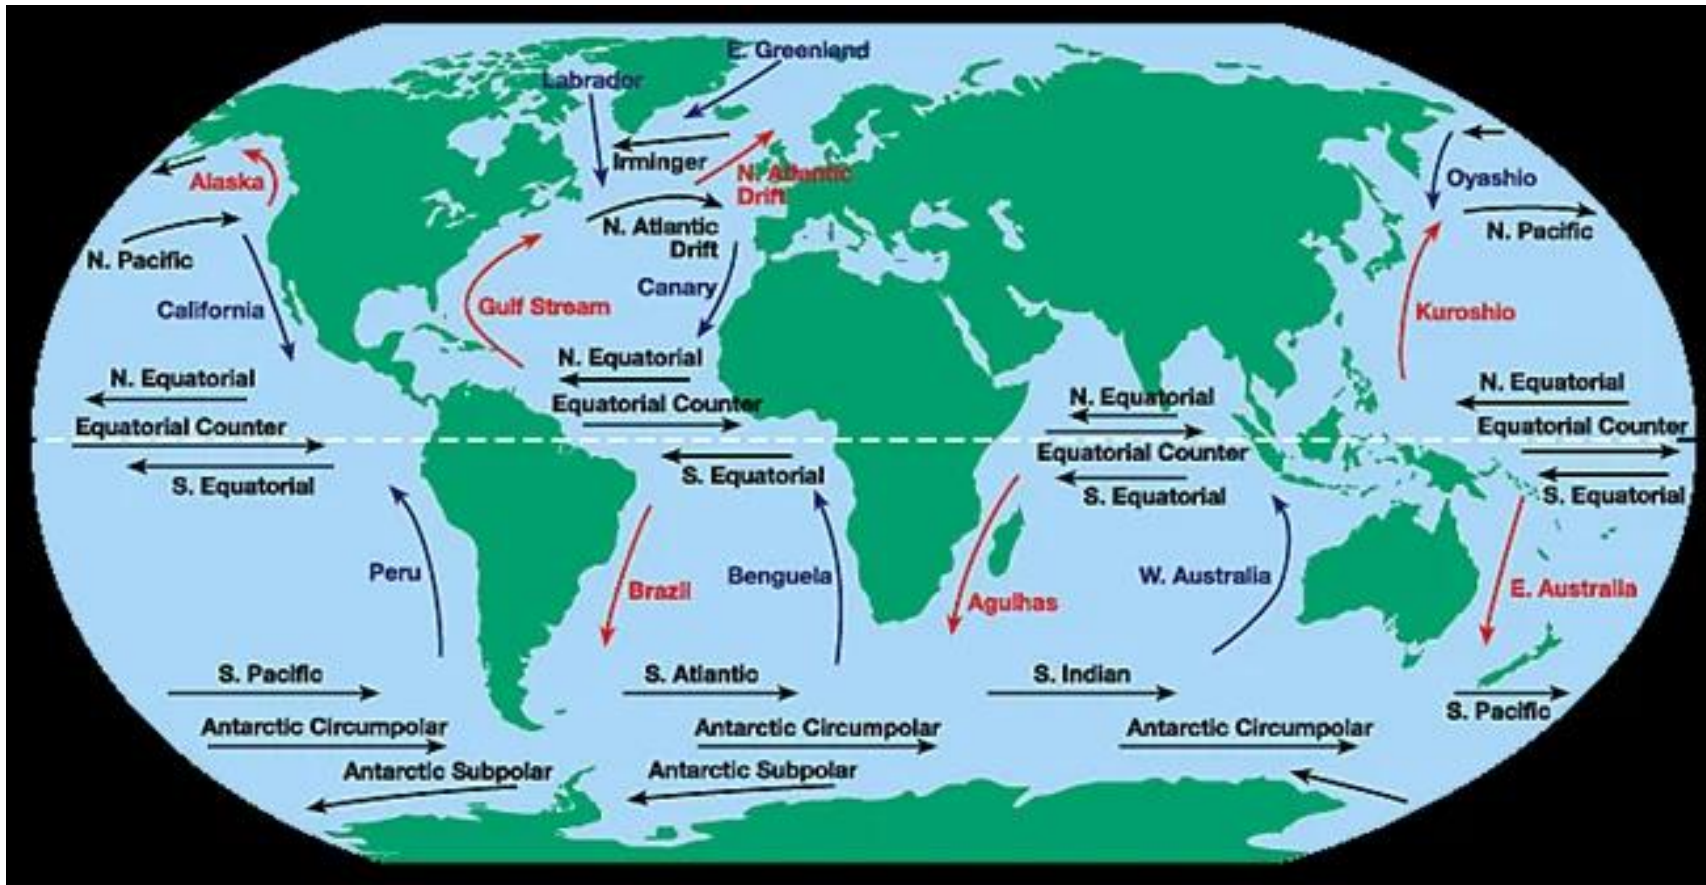 E. Greenland
Labrador
Irminger
Alaska
N. Atlantic
Drift
Oyashio
N. Atlantic
Drift
N. Pacific
N. Pacific
Canary
California
Gulf Stream
Kuroshio
N. Equatorial
N. Equatorial
N. Equatorial
N. Equatorial
Equatorial Counter
Equatorial Counter
Equatorial Counter
Equatorial Counter
S. Equatorial
S. Equatorial
S. Equatorial
S. Equatorial
Peru
Brazil
Benguela
Agulhas
W. Australia
E. Australia
S. Pacific
S. Atlantic
S. Indian
S. Pacific
Antarctic Circumpolar
Antarctic Circumpolar
Antarctic Circumpolar
Antarctic Subpolar
Antarctic Subpolar